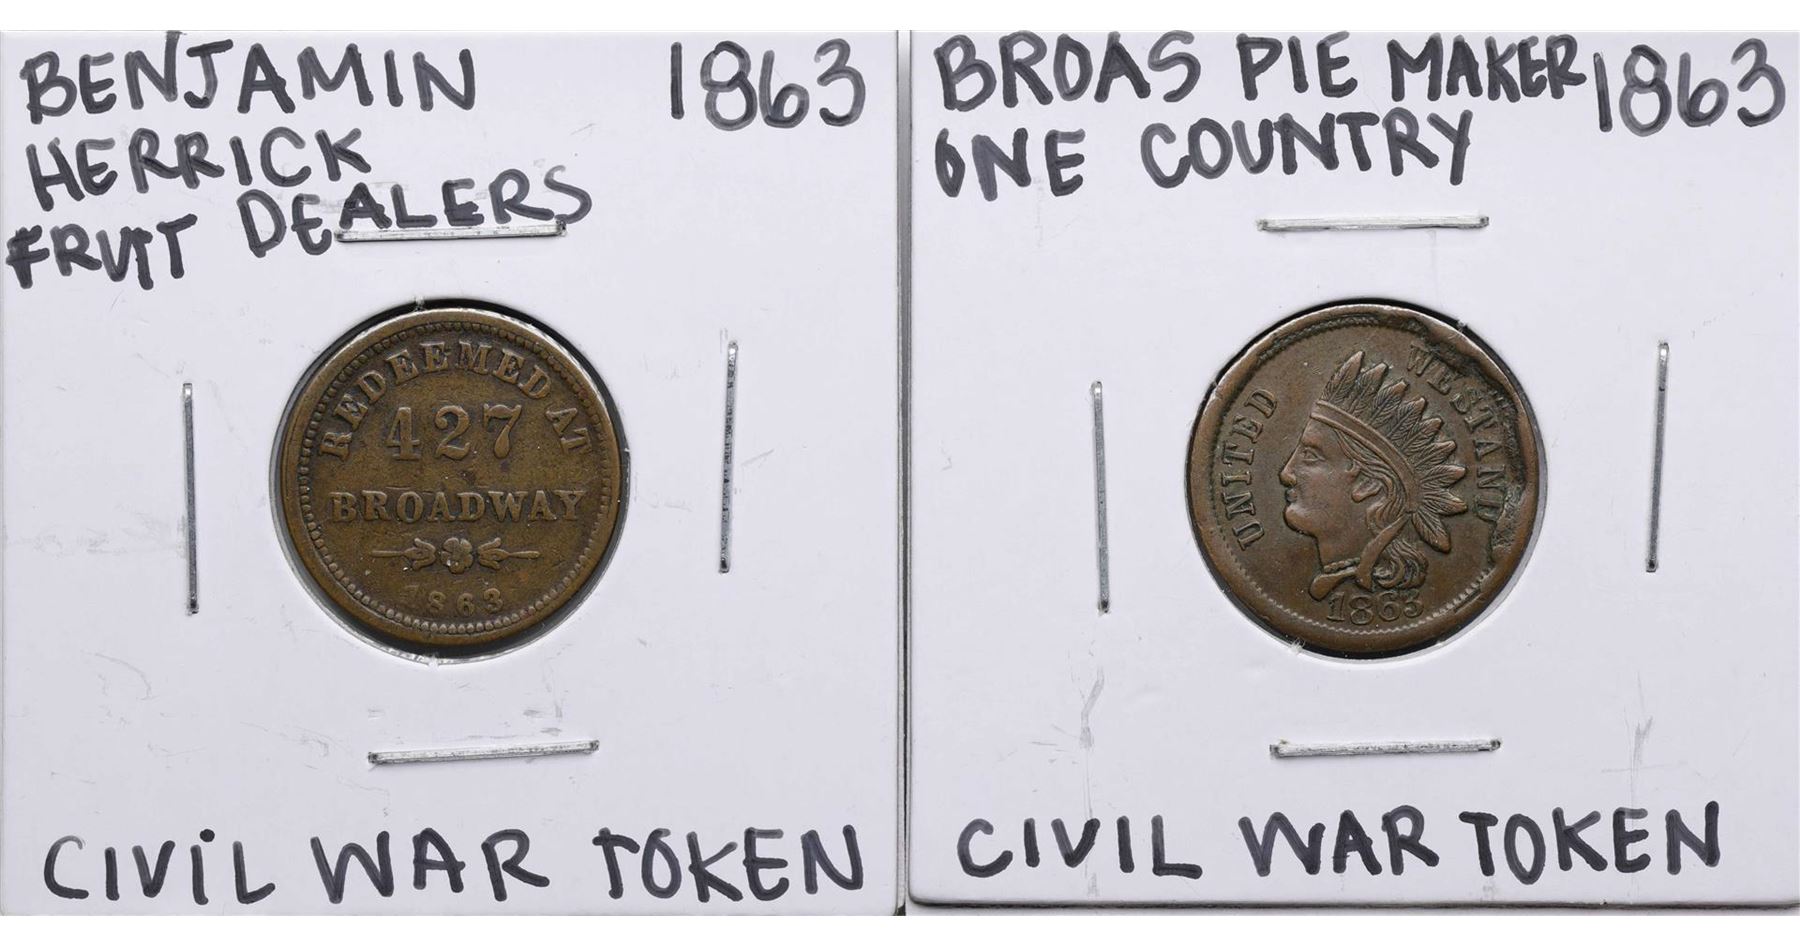 BENJAMIN 1863
HERRICK
FRUIT DEALERS
REDEEMED AT
427
BROADWAY
1863
CIVIL WAR TOKEN
BROAS PIE MAKER 1863
ONE COUNTRY
UNITED WE STAND
1863
CIVIL WAR TOKEN